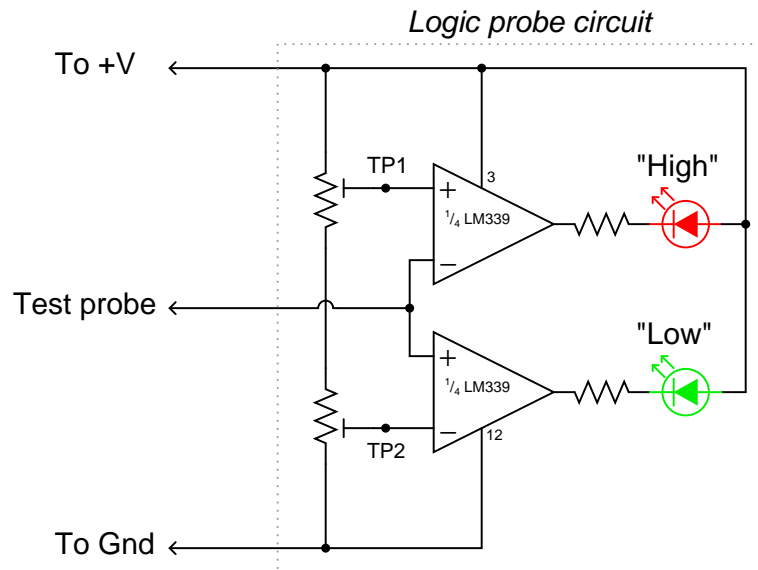 Logic probe circuit
To +V
TP1
3
"High"
+
1/4 LM339
−
Test probe
"Low"
+
1/4 LM339
−
12
TP2
To Gnd